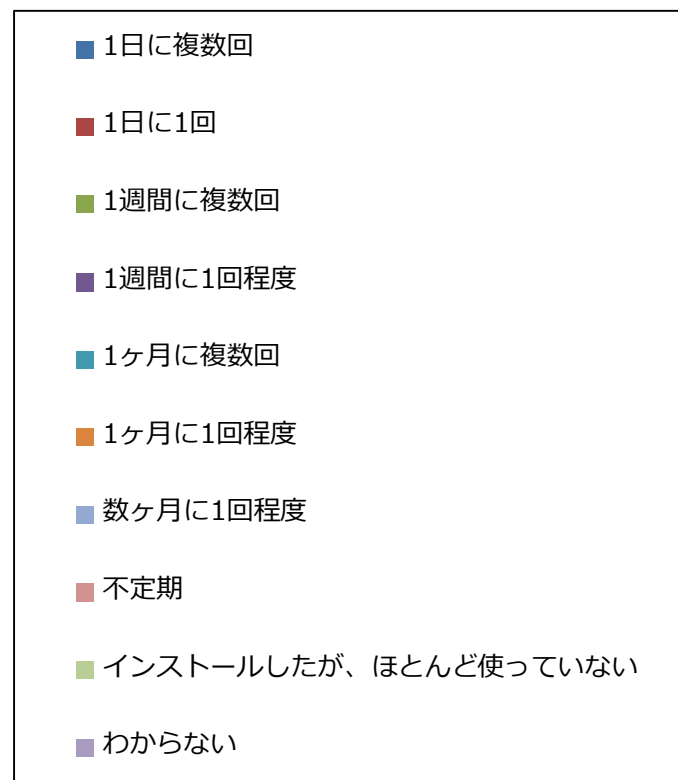 1日に複数回
1日に1回
1週間に複数回
1週間に1回程度
1ヶ月に複数回
1ヶ月に1回程度
数ヶ月に1回程度
不定期
インストールしたが、ほとんど使っていない
わからない